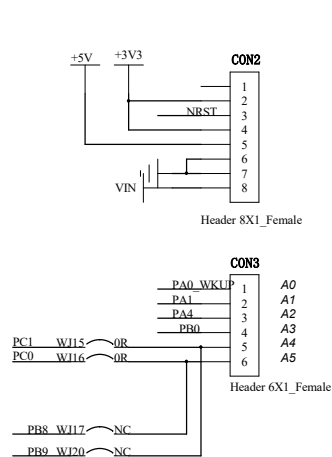 +5V +3V3 CON2
1
2
NRST 3
4
5
6
7
VIN 8
Header 8X1_Female
CON3
PA0_WKUP 1 A0
PA1 2 A1
PA4 3 A2
PB0 4 A3
PC1 WJ15 0R 5 A4
PC0 WJ16 0R 6 A5
Header 6X1_Female
PB8 WJ17 NC
PB9 WJ20 NC